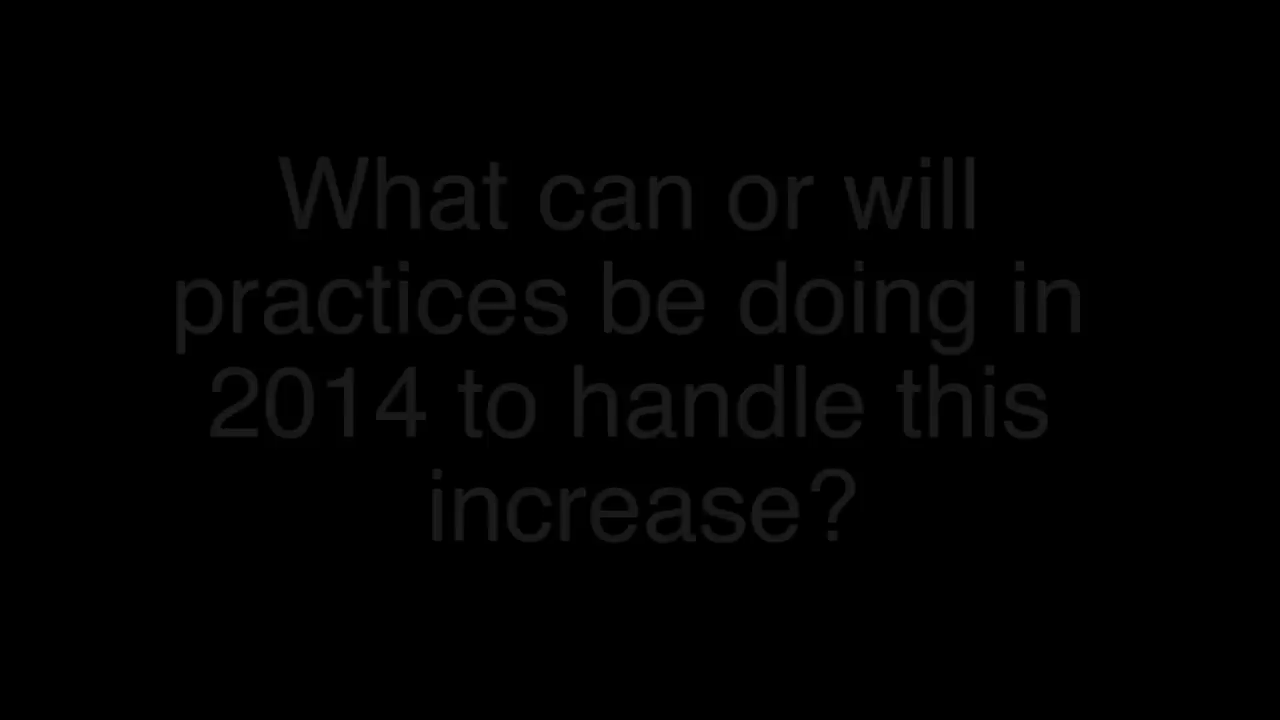 What can or will
practices be doing in
2014 to handle this
increase?